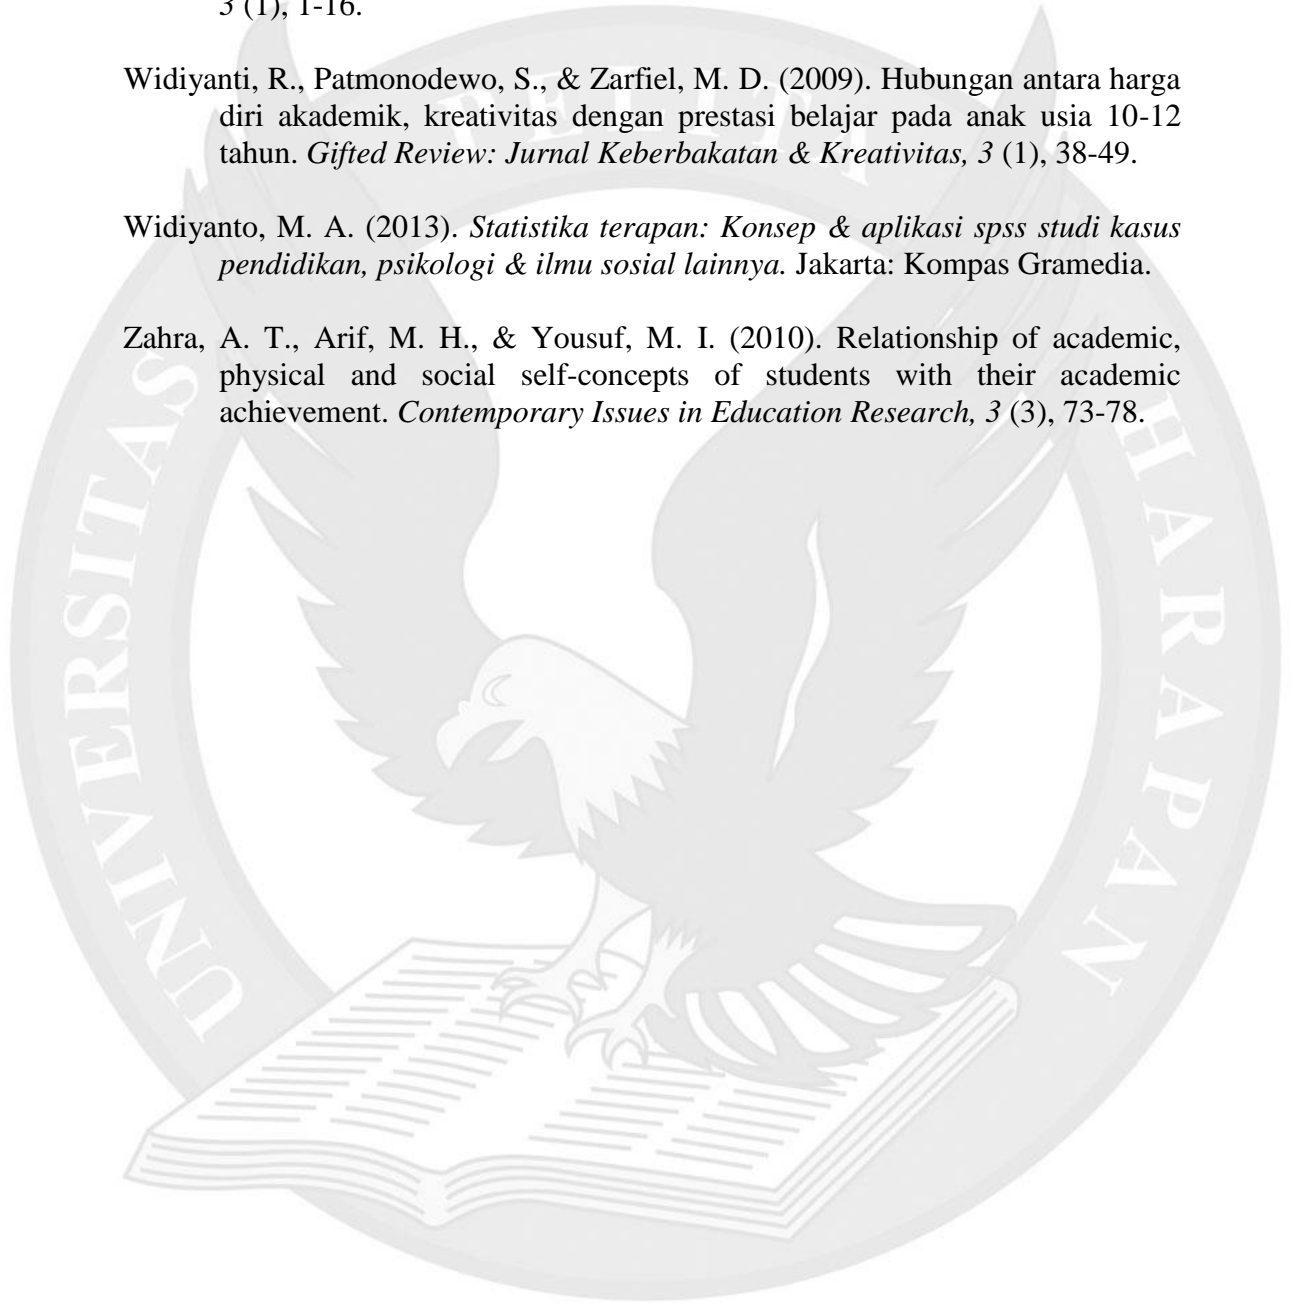 3 (1), 1-16.
Widiyanti, R., Patmonodewo, S., & Zarfiel, M. D. (2009). Hubungan antara harga
diri akademik, kreativitas dengan prestasi belajar pada anak usia 10-12
tahun. Gifted Review: Jurnal Keberbakatan & Kreativitas, 3 (1), 38-49.
Widiyanto, M. A. (2013). Statistika terapan: Konsep & aplikasi spss studi kasus
pendidikan, psikologi & ilmu sosial lainnya. Jakarta: Kompas Gramedia.
Zahra, A. T., Arif, M. H., & Yousuf, M. I. (2010). Relationship of academic,
physical and social self-concepts of students with their academic
achievement. Contemporary Issues in Education Research, 3 (3), 73-78.
UNIVERSITAS
PELITA
HARAPAN